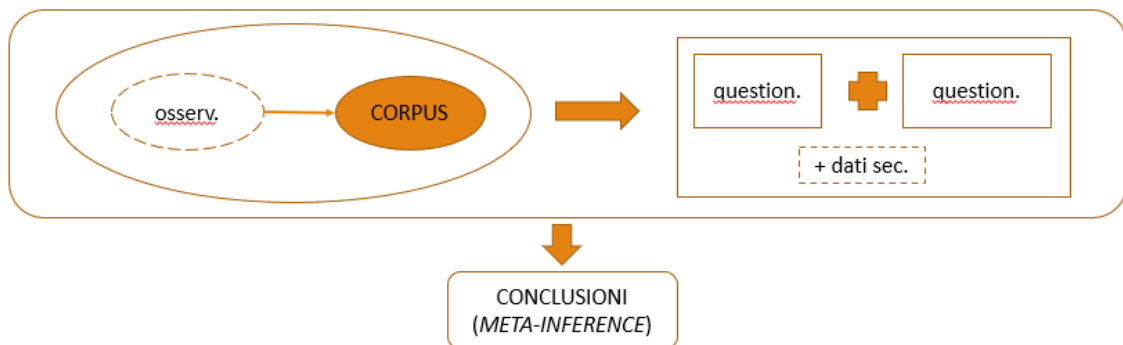 osserv.
CORPUS
question.
question.
+ dati sec.
CONCLUSIONI
(META-INFERENCE)